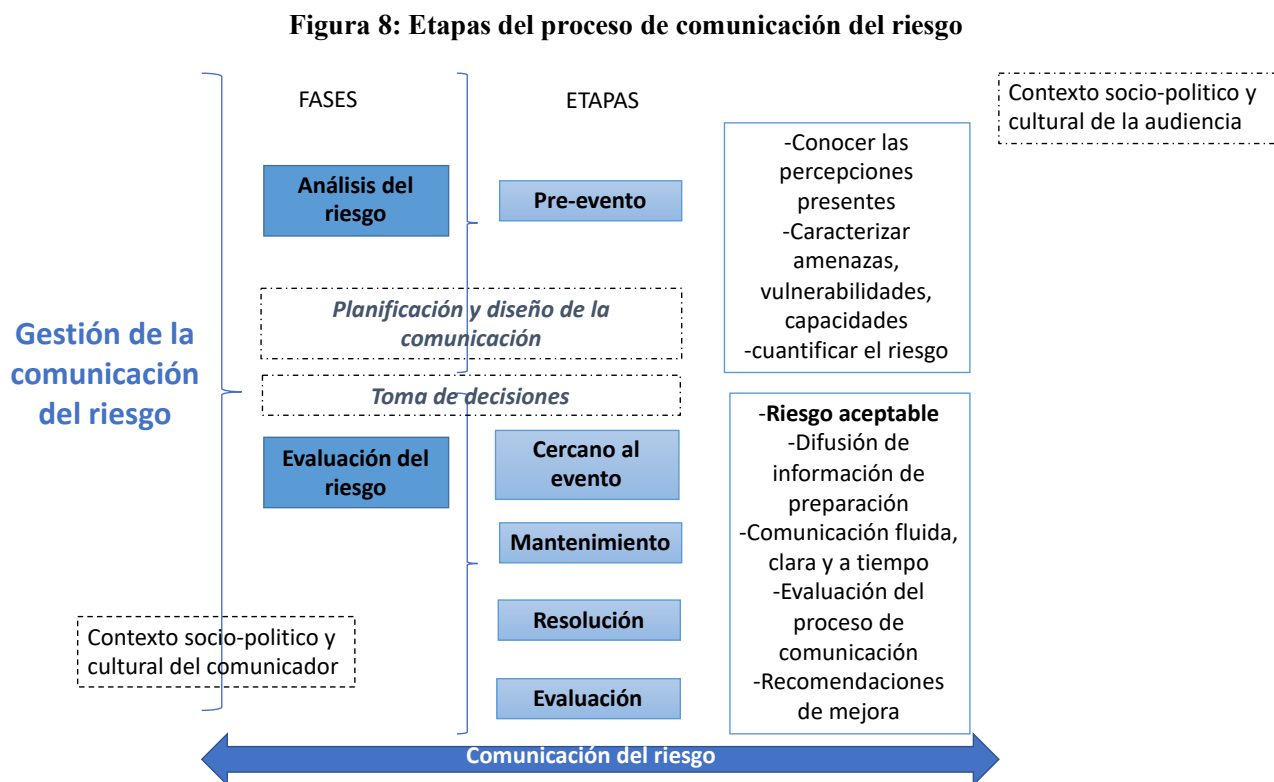 Figura 8: Etapas del proceso de comunicación del riesgo
FASES
ETAPAS
Contexto socio-politico y
cultural de la audiencia
Análisis del
riesgo
Pre-evento
-Conocer las
percepciones
presentes
-Caracterizar
amenazas,
vulnerabilidades,
capacidades
-cuantificar el riesgo
Planificación y diseño de la
comunicación
Gestión de la
comunicación
del riesgo
Toma de decisiones
Evaluación del
riesgo
Cercano al
evento
Mantenimiento
Resolución
Evaluación
-Riesgo aceptable
-Difusión de
información de
preparación
-Comunicación fluida,
clara y a tiempo
-Evaluación del
proceso de
comunicación
-Recomendaciones
de mejora
Contexto socio-politico y
cultural del comunicador
Comunicación del riesgo